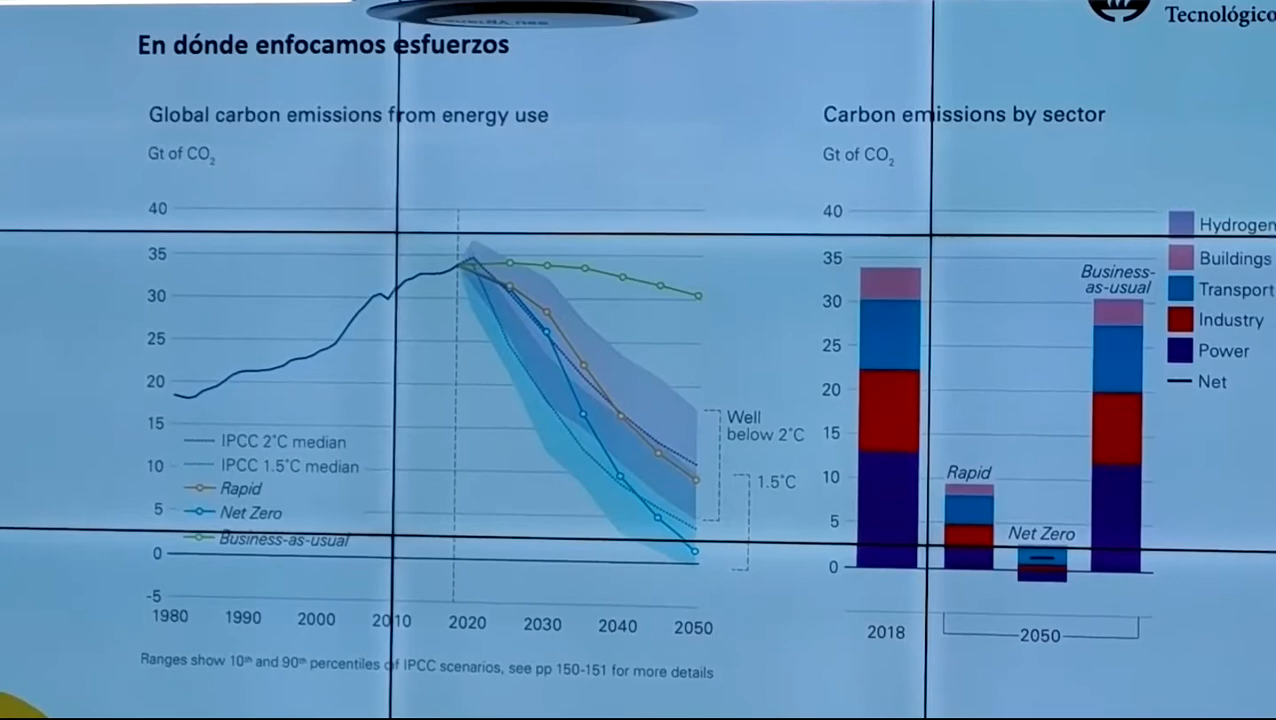 Tecnológico
En dónde enfocamos esfuerzos
Global carbon emissions from energy use
Gt of CO₂
40
35
30
25
20
15
10
5
0
-5
1980 1990 2000 2010 2020 2030 2040 2050
IPCC 2°C median
IPCC 1.5°C median
Rapid
Net Zero
Business-as-usual
Well
below 2°C
1.5°C
Ranges show 10th and 90th percentiles of IPCC scenarios, see pp 150-151 for more details
Carbon emissions by sector
Gt of CO₂
40
35
30
25
20
15
10
5
0
Rapid
Net Zero
Business-
as-usual
2018
2050
Hydrogen
Buildings
Transport
Industry
Power
Net